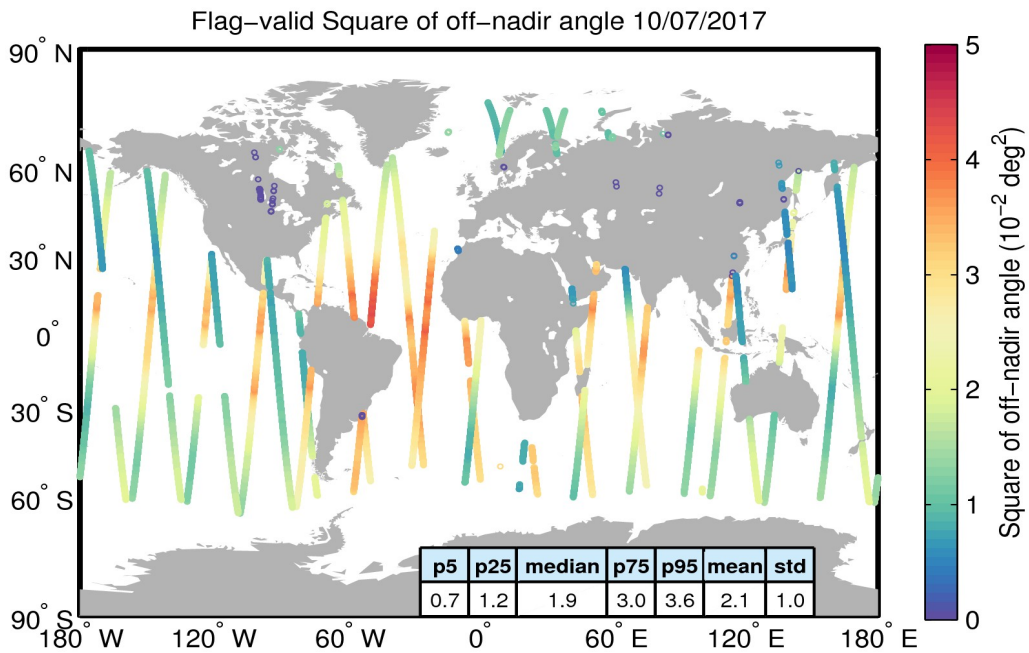 Flag−valid Square of off−nadir angle 10/07/2017
90° N
60° N
30° N
0°
30° S
60° S
90° S
180° W
120° W
60° W
0°
60° E
120° E
180° E
p5 p25 median p75 p95 mean std
0.7 1.2 1.9 3.0 3.6 2.1 1.0
5
4
3
2
1
0
Square of off−nadir angle (10⁻² deg²)